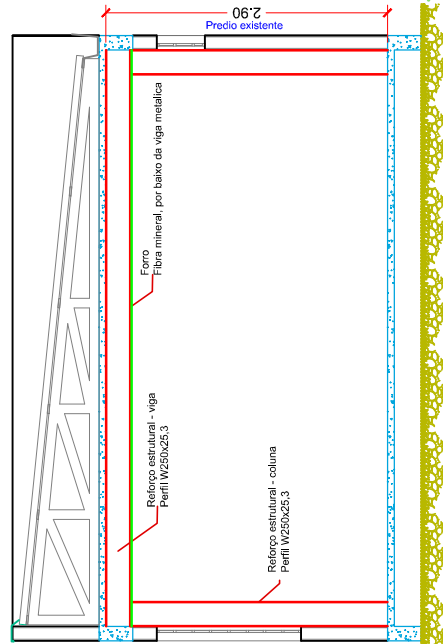 2.90
Predio existente
Forro
Fibra mineral, por baixo da viga metalica
Reforço estrutural - viga
Perfil W250x25,3
Reforço estrutural - coluna
Perfil W250x25,3